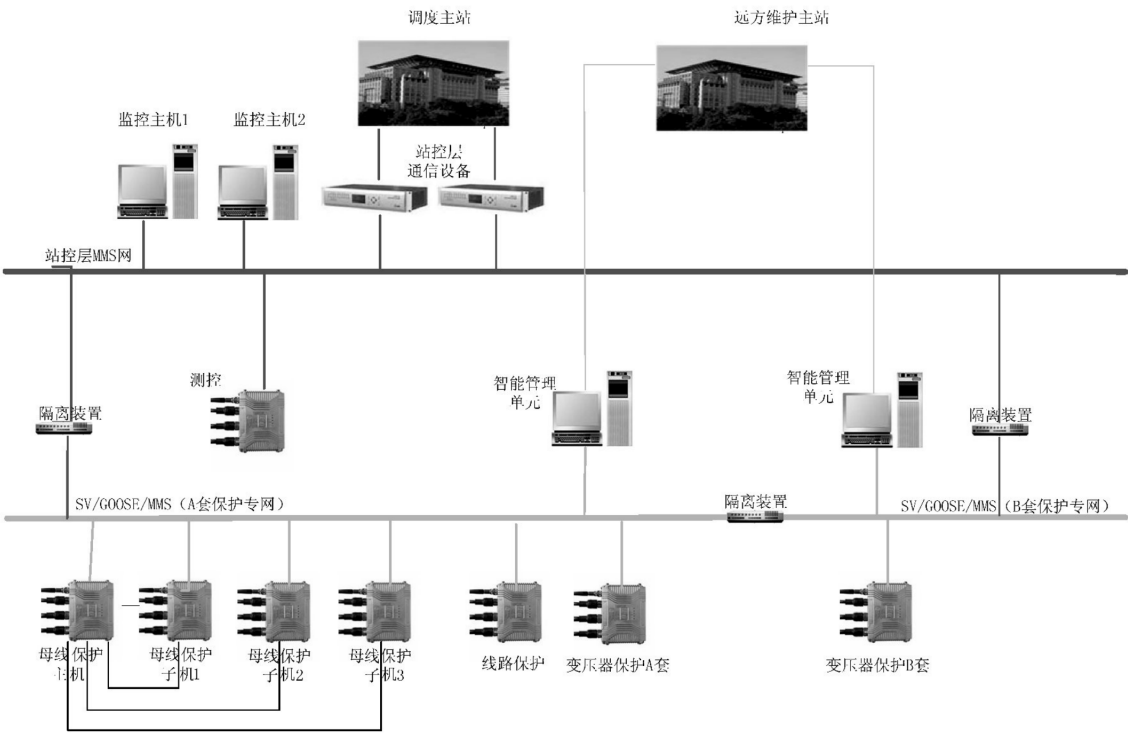 调度主站
远方维护主站
监控主机1
监控主机2
站控层
通信设备
站控层MMS网
测控
智能管理
单元
智能管理
单元
隔离装置
隔离装置
SV/GOOSE/MMS（A套保护专网）
隔离装置
SV/GOOSE/MMS（B套保护专网）
母线保护
主机
母线保护
子机1
母线保护
子机2
母线保护
子机3
线路保护
变压器保护A套
变压器保护B套